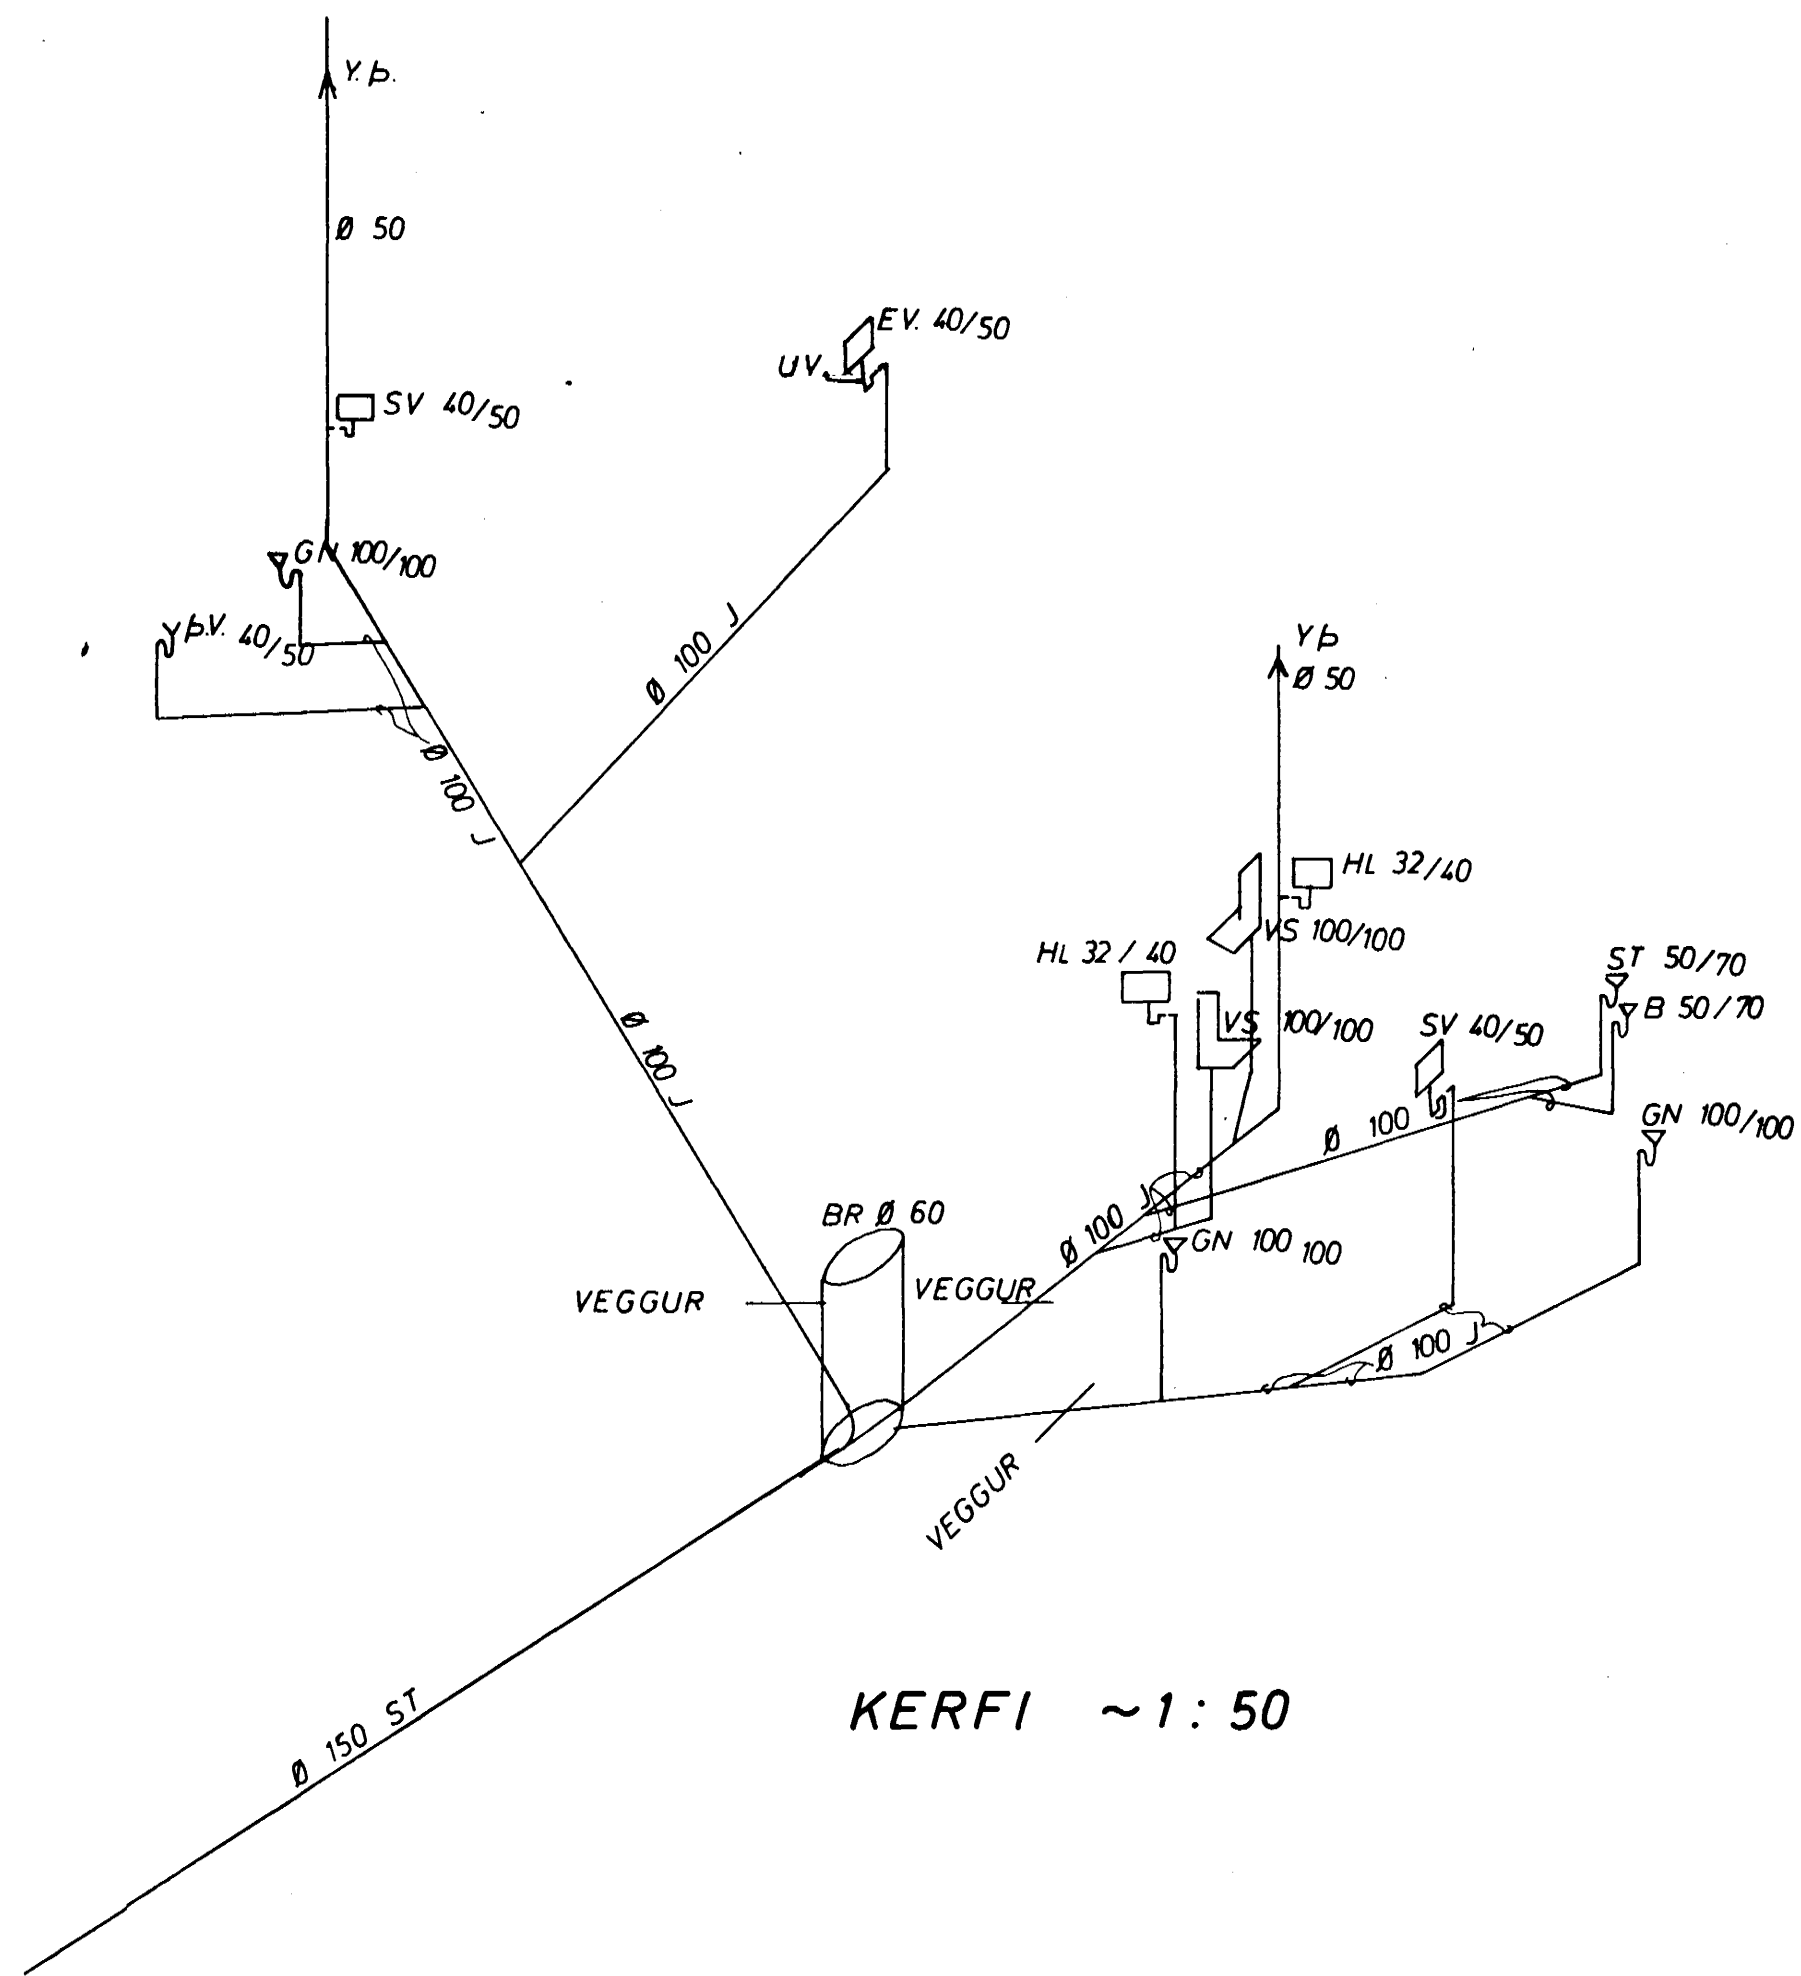 Y.Þ.
Ø 50
EV. 40/50
UV.
SV 40/50
GN 100/100
YÞ.V. 40/50
Ø 100 J
Ø 100 J
YÞ
Ø 50
HL 32/40
VS 100/100
HL 32/40
ST 50/70
B 50/70
VS 100/100
SV 40/50
Ø 100
GN 100/100
Ø 100 J
Ø 100 J
BR Ø 60
GN 100 100
VEGGUR
VEGGUR
Ø 100 J
VEGGUR
Ø 150 ST
KERFI ~1:50